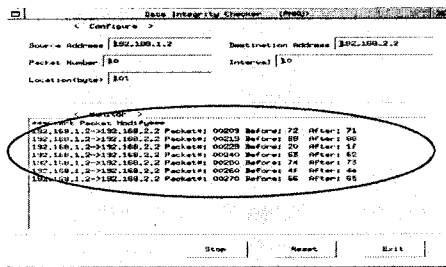 Data Integrity Checker
< Configure >
Source Address 192.168.1.2 Destination Address 192.168.2.2
Packet Number Interval
Location(byte)
< Monitor >
Packet Modify
192.168.1.2->192.168.2.2 Packet#: 00209 Before: 72 After: 71
192.168.1.2->192.168.2.2 Packet#: 00219 Before: After:
192.168.1.2->192.168.2.2 Packet#: 00229 Before: 20 After: 1f
192.168.1.2->192.168.2.2 Packet#: 00240 Before: 63 After: 62
192.168.1.2->192.168.2.2 Packet#: 00250 Before: 74 After: 73
192.168.1.2->192.168.2.2 Packet#: 00260 Before: 4f After: 4e
192.168.1.2->192.168.2.2 Packet#: 00270 Before: 66 After: 65
Stop Reset Exit